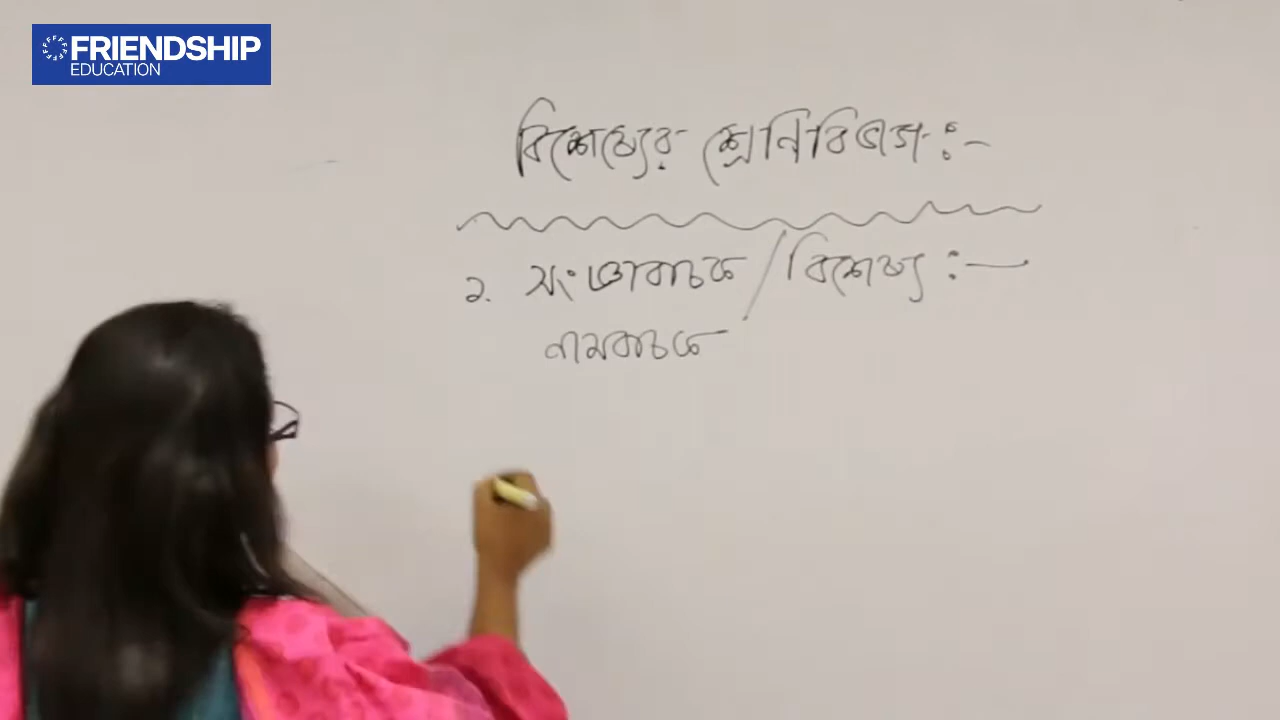 FRIENDSHIP
EDUCATION
বিশেষ্যের শ্রেনিবিভাগ :-
১. সংজ্ঞাবাচক / বিশেষ্য :—
নামবাচক